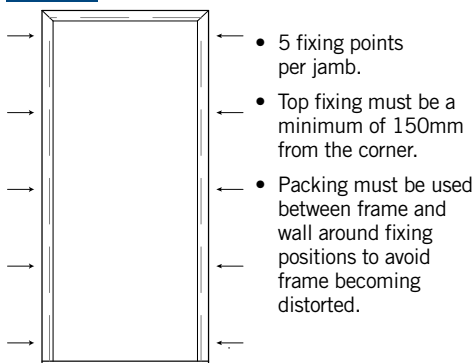 • 5 fixing points
per jamb.
• Top fixing must be a
minimum of 150mm
from the corner.
• Packing must be used
between frame and
wall around fixing
positions to avoid
frame becoming
distorted.